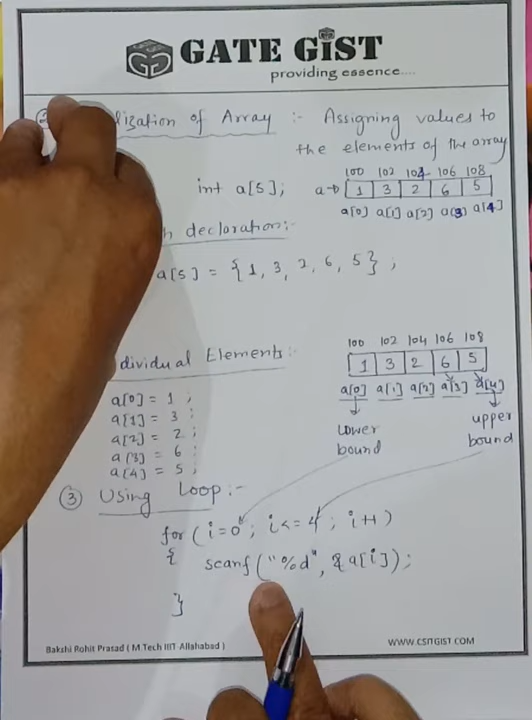 GATE GIST
providing essence....
lization of Array :- Assigning values to
the elements of the array
100 102 104 106 108
int a[5]; a→ 1 3 2 6 5
a[0] a[1] a[2] a[3] a[4]
declaration:-
a[5] = {1, 3, 2, 6, 5};
100 102 104 106 108
dividual Elements:- 1 3 2 6 5
a[0] a[1] a[2] a[3] a[4]
a[0] = 1 ;
a[1] = 3 ;
a[2] = 2 ;
a[3] = 6 ;
a[4] = 5 ;
Lower bound
upper bound
③ Using Loop:-
for (i=0 ; i<=4 ; i++)
{ scanf("%d", &a[i]);
}
Bakshi Rohit Prasad ( M.Tech IIIT Allahabad )
WWW.CSITGIST.COM